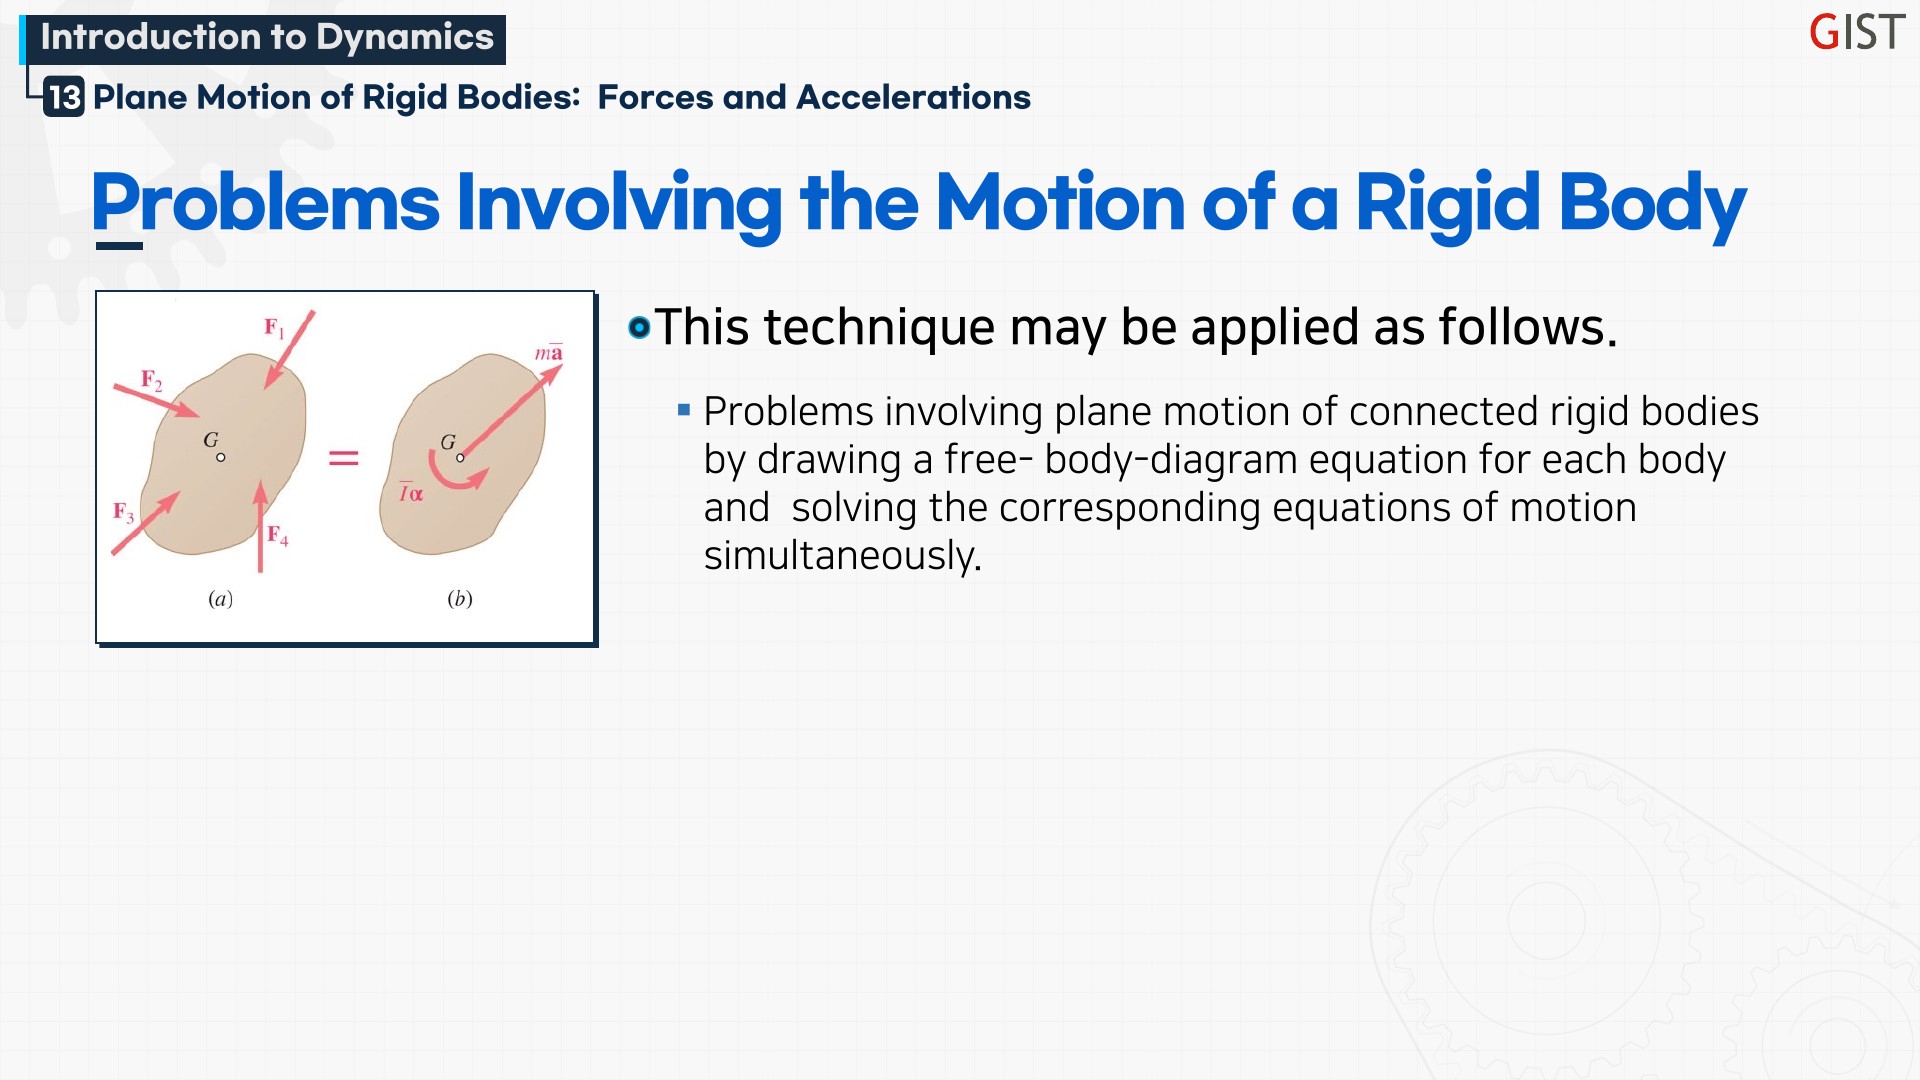 Introduction to Dynamics
GIST
13 Plane Motion of Rigid Bodies: Forces and Accelerations
Problems Involving the Motion of a Rigid Body
F₁
F₂
G
F₃
F₄
(a)
=
ma̅
G
I̅α
(b)
This technique may be applied as follows.
▪ Problems involving plane motion of connected rigid bodies
by drawing a free- body-diagram equation for each body
and  solving the corresponding equations of motion
simultaneously.